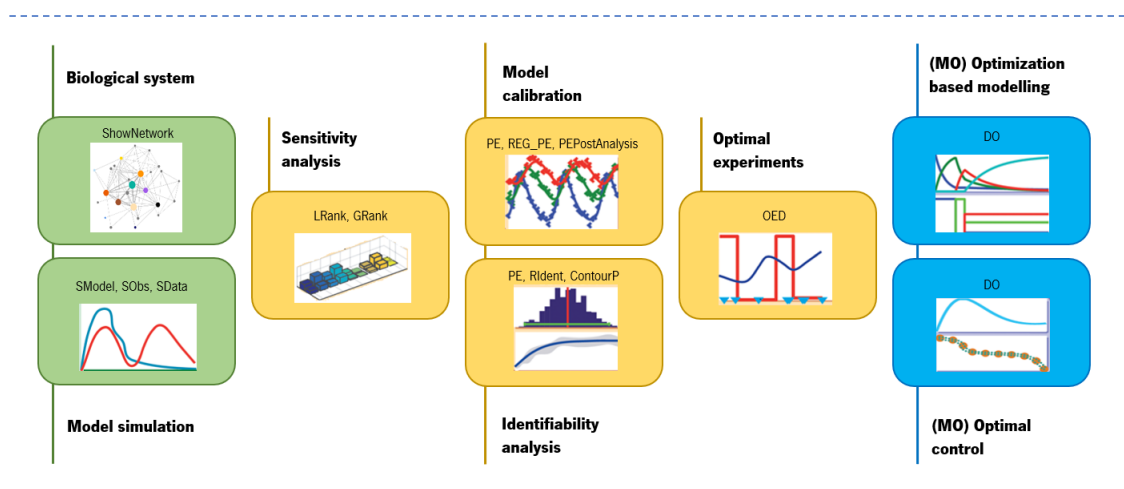 Biological system
ShowNetwork
SModel, SObs, SData
Model simulation
Sensitivity
analysis
LRank, GRank
Model
calibration
PE, REG_PE, PEPostAnalysis
PE, RIdent, ContourP
Identifiability
analysis
Optimal
experiments
OED
(MO) Optimization
based modelling
DO
DO
(MO) Optimal
control